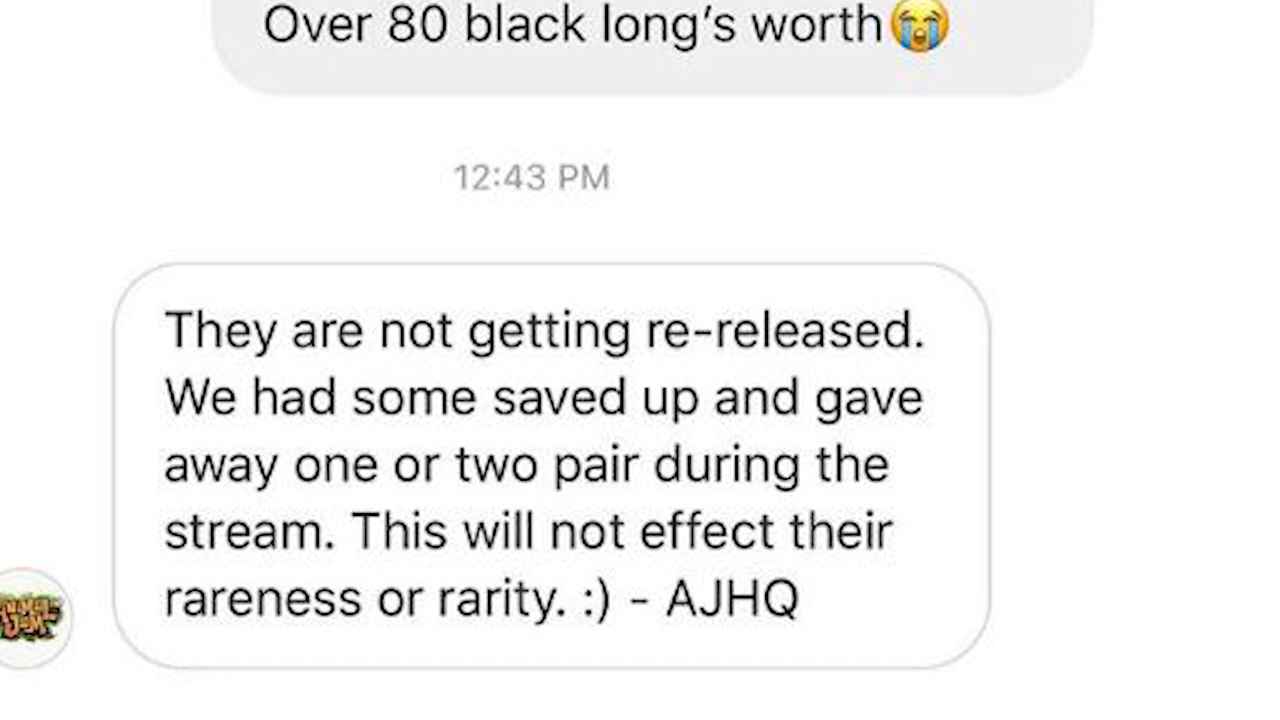 Over 80 black long's worth😭
12:43 PM
They are not getting re-released.
We had some saved up and gave
away one or two pair during the
stream. This will not effect their
rareness or rarity. :) - AJHQ